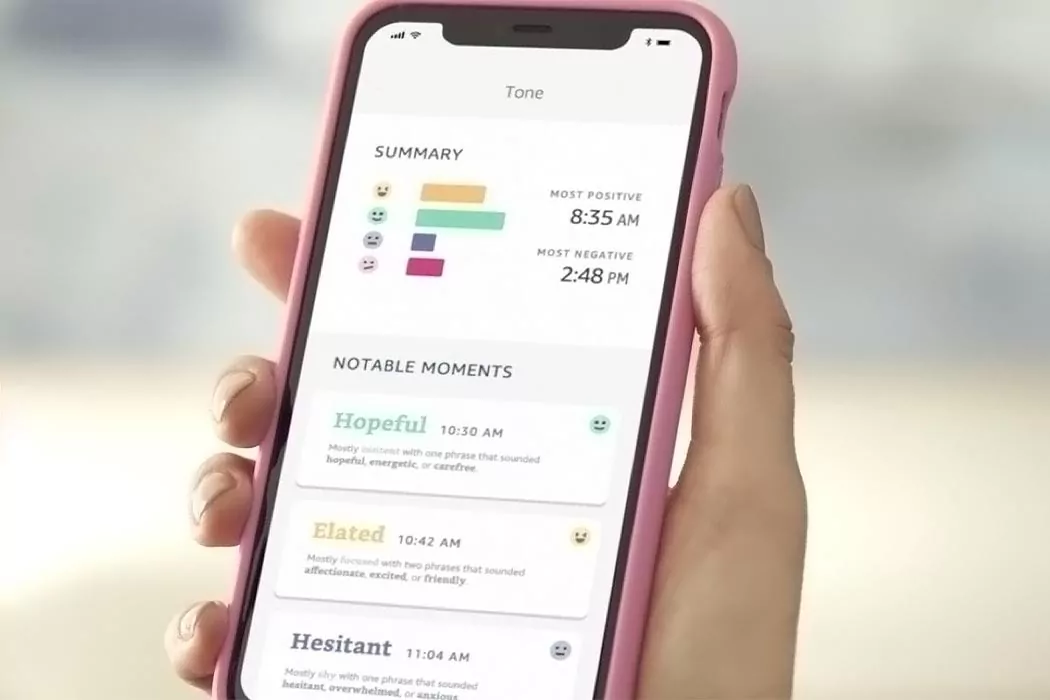 Tone
SUMMARY
MOST POSITIVE
8:35 AM
MOST NEGATIVE
2:48 PM
NOTABLE MOMENTS
Hopeful 10:30 AM
Mostly content with one phrase that sounded
hopeful, energetic, or carefree.
Elated 10:42 AM
Mostly focused with two phrases that sounded
affectionate, excited, or friendly.
Hesitant 11:04 AM
Mostly shy with one phrase that sounded
hesitant, overwhelmed, or anxious